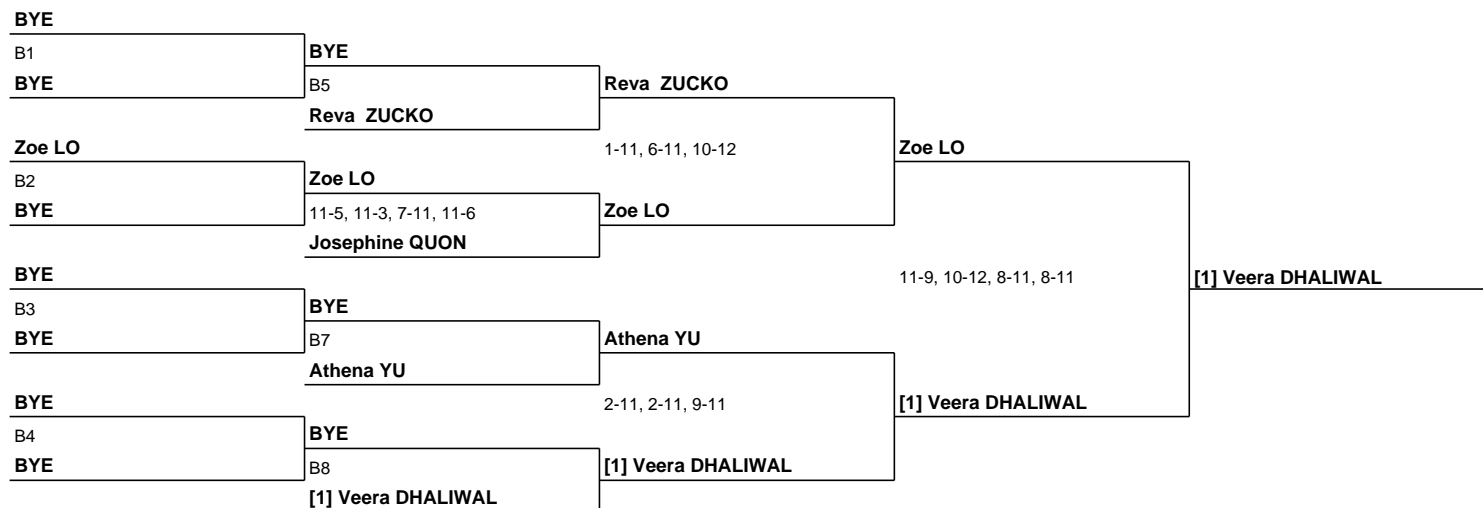 BYE
B1
BYE
BYE
B5
Reva ZUCKO
Reva ZUCKO
Zoe LO
B2
BYE
Zoe LO
11-5, 11-3, 7-11, 11-6
Josephine QUON
1-11, 6-11, 10-12
Zoe LO
Zoe LO
BYE
B3
BYE
BYE
B7
Athena YU
Athena YU
BYE
B4
BYE
BYE
B8
[1] Veera DHALIWAL
2-11, 2-11, 9-11
[1] Veera DHALIWAL
[1] Veera DHALIWAL
11-9, 10-12, 8-11, 8-11
[1] Veera DHALIWAL